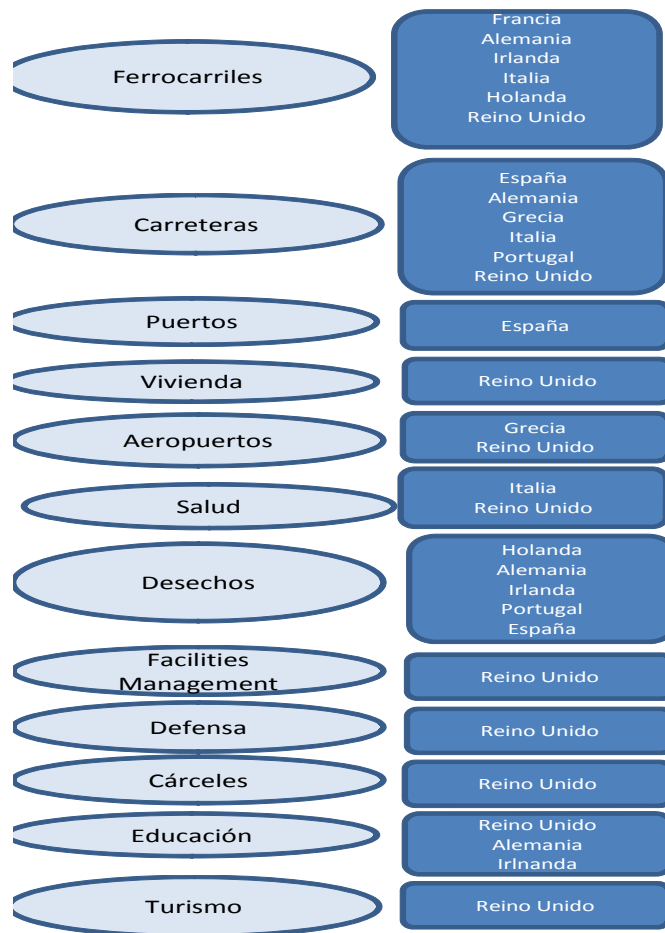 Ferrocarriles
Francia
Alemania
Irlanda
Italia
Holanda
Reino Unido
Carreteras
España
Alemania
Grecia
Italia
Portugal
Reino Unido
Puertos
España
Vivienda
Reino Unido
Aeropuertos
Grecia
Reino Unido
Salud
Italia
Reino Unido
Desechos
Holanda
Alemania
Irlanda
Portugal
España
Facilities
Management
Reino Unido
Defensa
Reino Unido
Cárceles
Reino Unido
Educación
Reino Unido
Alemania
Irlnanda
Turismo
Reino Unido